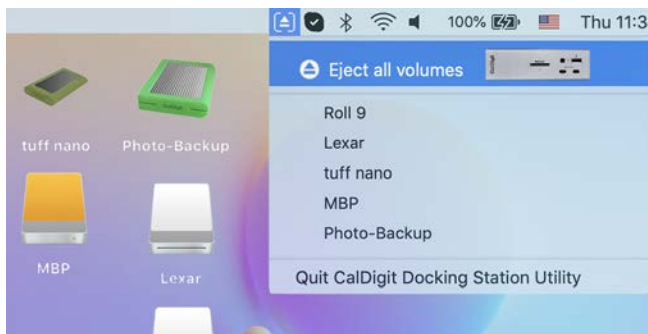 100%
Thu 11:3
Eject all volumes
Roll 9
Lexar
tuff nano
MBP
Photo-Backup
Quit CalDigit Docking Station Utility
tuff nano
Photo-Backup
MBP
Lexar